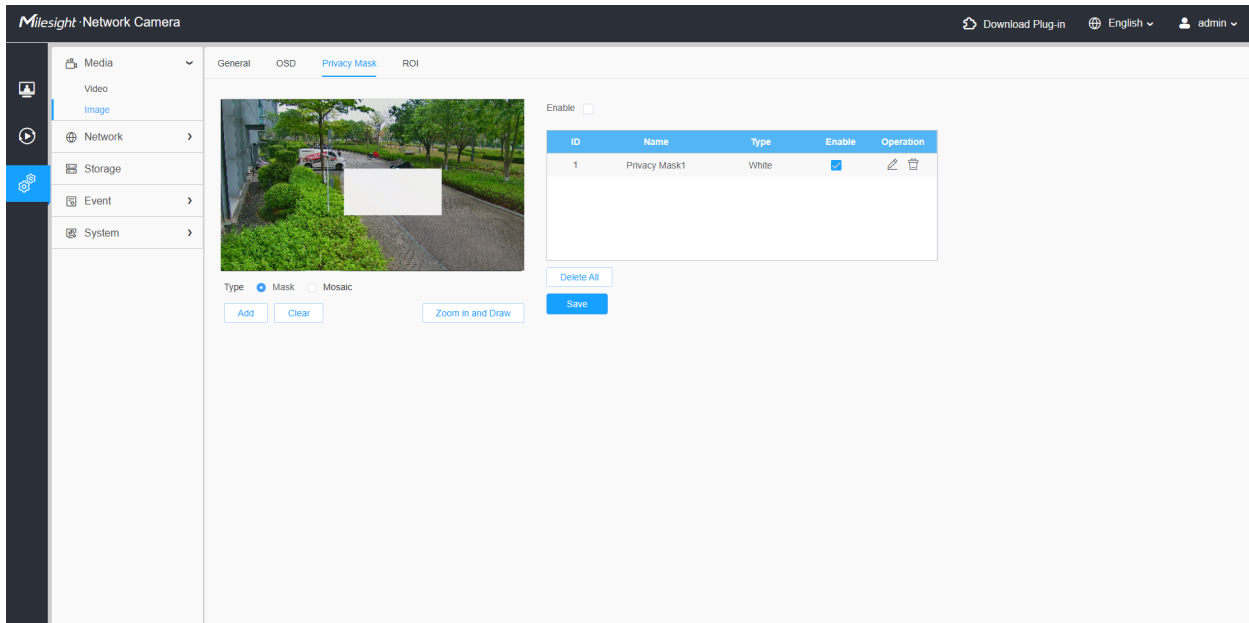 Milesight·Network Camera
Download Plug-in
English
admin
Media
Video
Image
Network
Storage
Event
System
General OSD Privacy Mask ROI
Enable
ID Name Type Enable Operation
1 Privacy Mask1 White
Type Mask Mosaic
Add Clear Zoom in and Draw
Delete All
Save